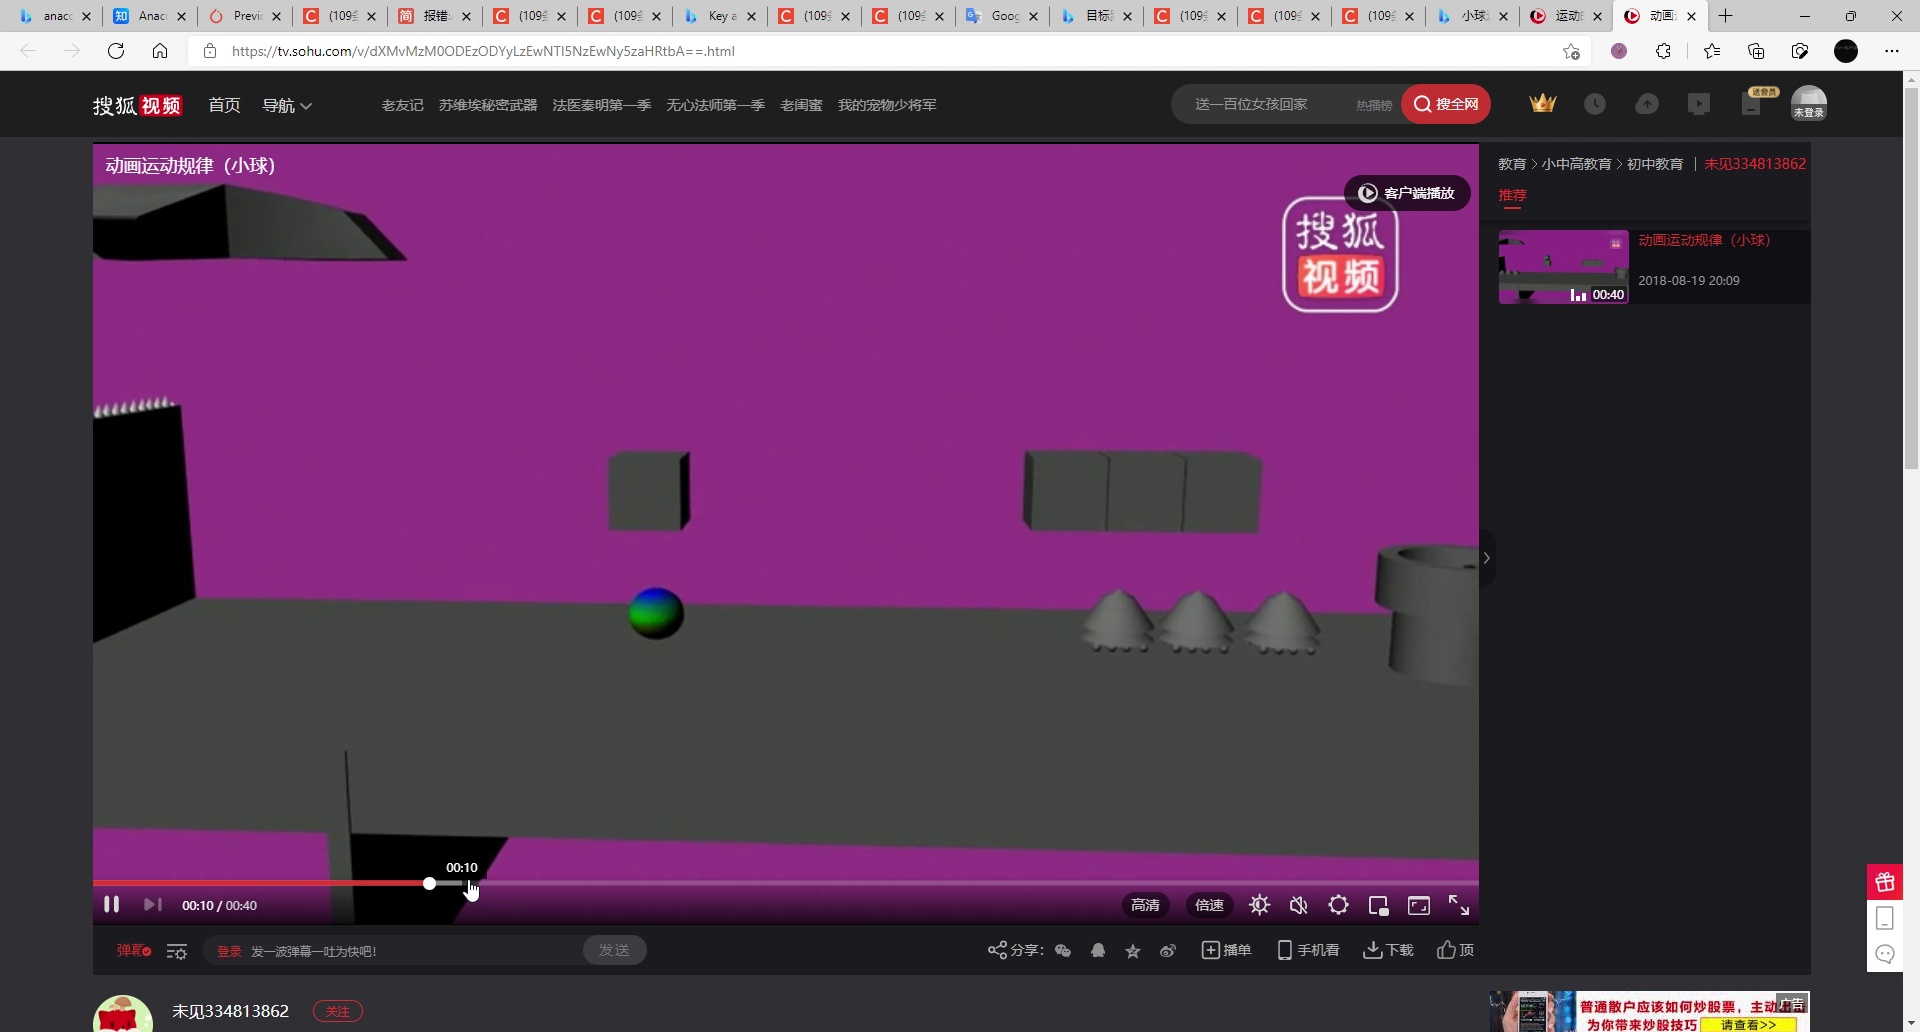 anacc
Anac
Previ
(109
报错:
(109
(109
Key a
(109
(109
Goog
目标
(109
(109
(109
小球
运动
动画
https://tv.sohu.com/v/dXMvMzM0ODEzODYyLzEwNTI5NzEwNy5zaHRtbA==.html
搜狐视频 首页 导航 老友记 苏维埃秘密武器 法医秦明第一季 无心法师第一季 老闺蜜 我的宠物少将军 送一百位女孩回家 热播榜 搜全网
送会员
未登录
动画运动规律（小球）
客户端播放
搜狐
视频
教育 > 小中高教育 > 初中教育 | 未见334813862
推荐
动画运动规律（小球）
2018-08-19 20:09
00:40
00:10
00:10 / 00:40
高清 倍速
弹幕 登录 发一波弹幕一吐为快吧! 发送
分享: 播单 手机看 下载 顶
未见334813862 关注
普通散户应该如何炒股票，主动出
广告
为你带来炒股技巧 请查看>>